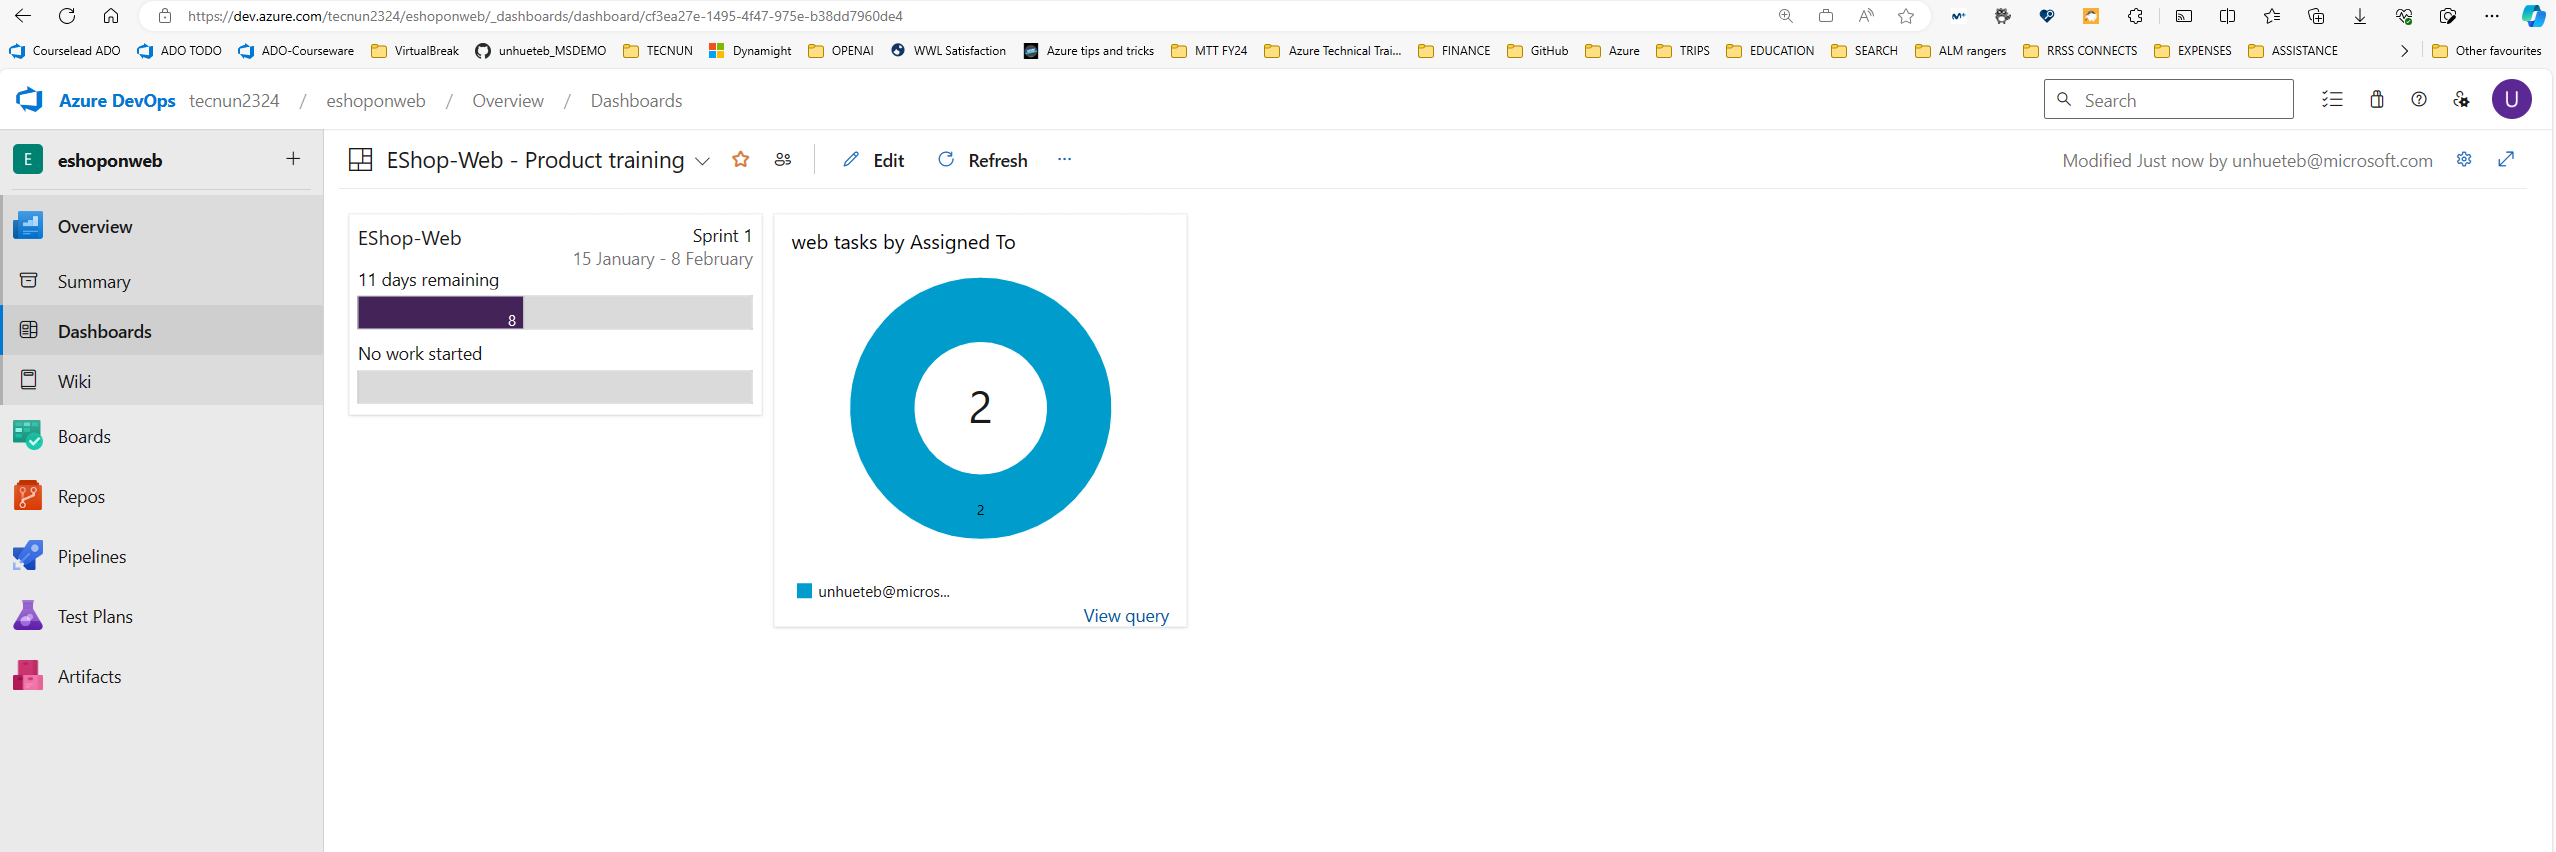 https://dev.azure.com/tecnun2324/eshoponweb/_dashboards/dashboard/cf3ea27e-1495-4f47-975e-b38dd7960de4
Courselead ADO ADO TODO ADO-Courseware VirtualBreak unhueteb_MSDEMO TECNUN Dynamight OPENAI WWL Satisfaction Azure tips and tricks MTT FY24 Azure Technical Trai... FINANCE GitHub Azure TRIPS EDUCATION SEARCH ALM rangers RRSS CONNECTS EXPENSES ASSISTANCE Other favourites
Azure DevOps tecnun2324 / eshoponweb / Overview / Dashboards
Search
U
E eshoponweb
EShop-Web - Product training
Edit
Refresh
Modified Just now by unhueteb@microsoft.com
Overview
Summary
Dashboards
Wiki
Boards
Repos
Pipelines
Test Plans
Artifacts
EShop-Web
Sprint 1
15 January - 8 February
11 days remaining
8
No work started
web tasks by Assigned To
2
2
unhueteb@micros...
View query